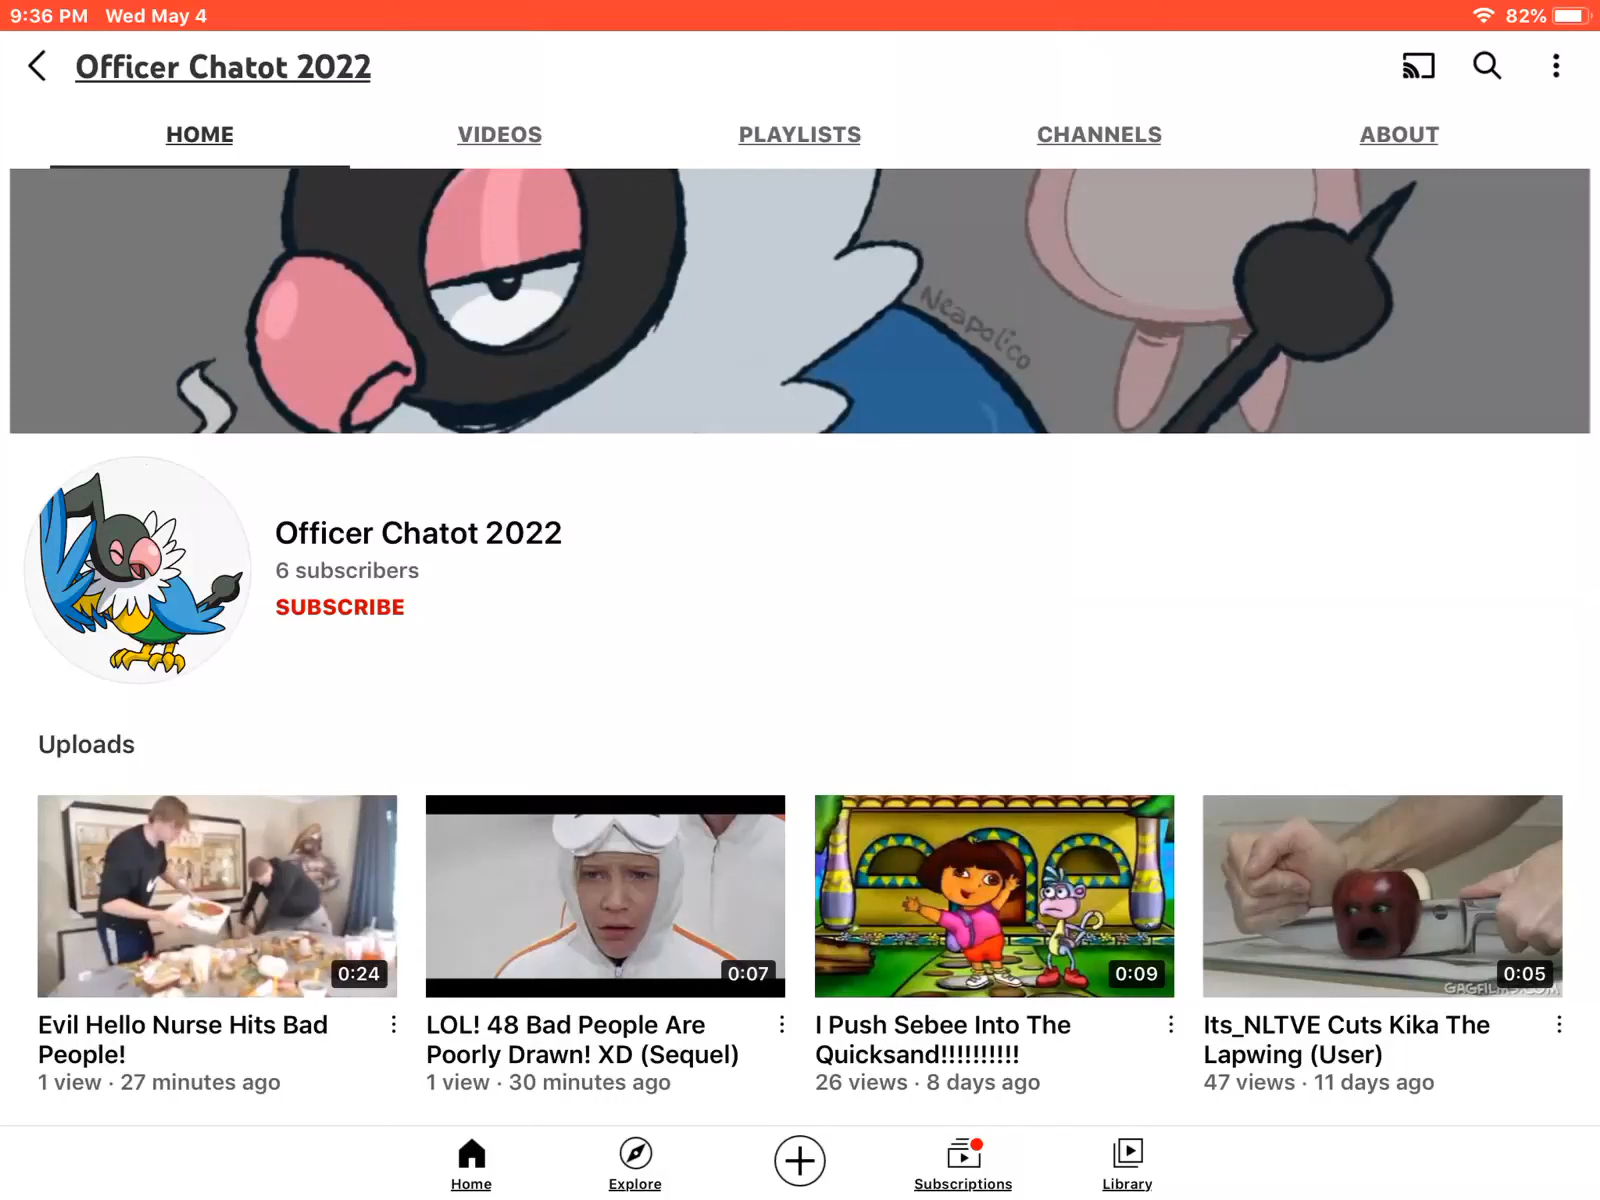 9:36 PM Wed May 4
82%
Officer Chatot 2022
HOME VIDEOS PLAYLISTS CHANNELS ABOUT
Neapolico
Officer Chatot 2022
6 subscribers
SUBSCRIBE
Uploads
0:24
0:07
0:09
0:05
GAGFILMS.COM
Evil Hello Nurse Hits Bad
People!
1 view · 27 minutes ago
LOL! 48 Bad People Are
Poorly Drawn! XD (Sequel)
1 view · 30 minutes ago
I Push Sebee Into The
Quicksand!!!!!!!!!!
26 views · 8 days ago
Its_NLTVE Cuts Kika The
Lapwing (User)
47 views · 11 days ago
Home Explore Subscriptions Library